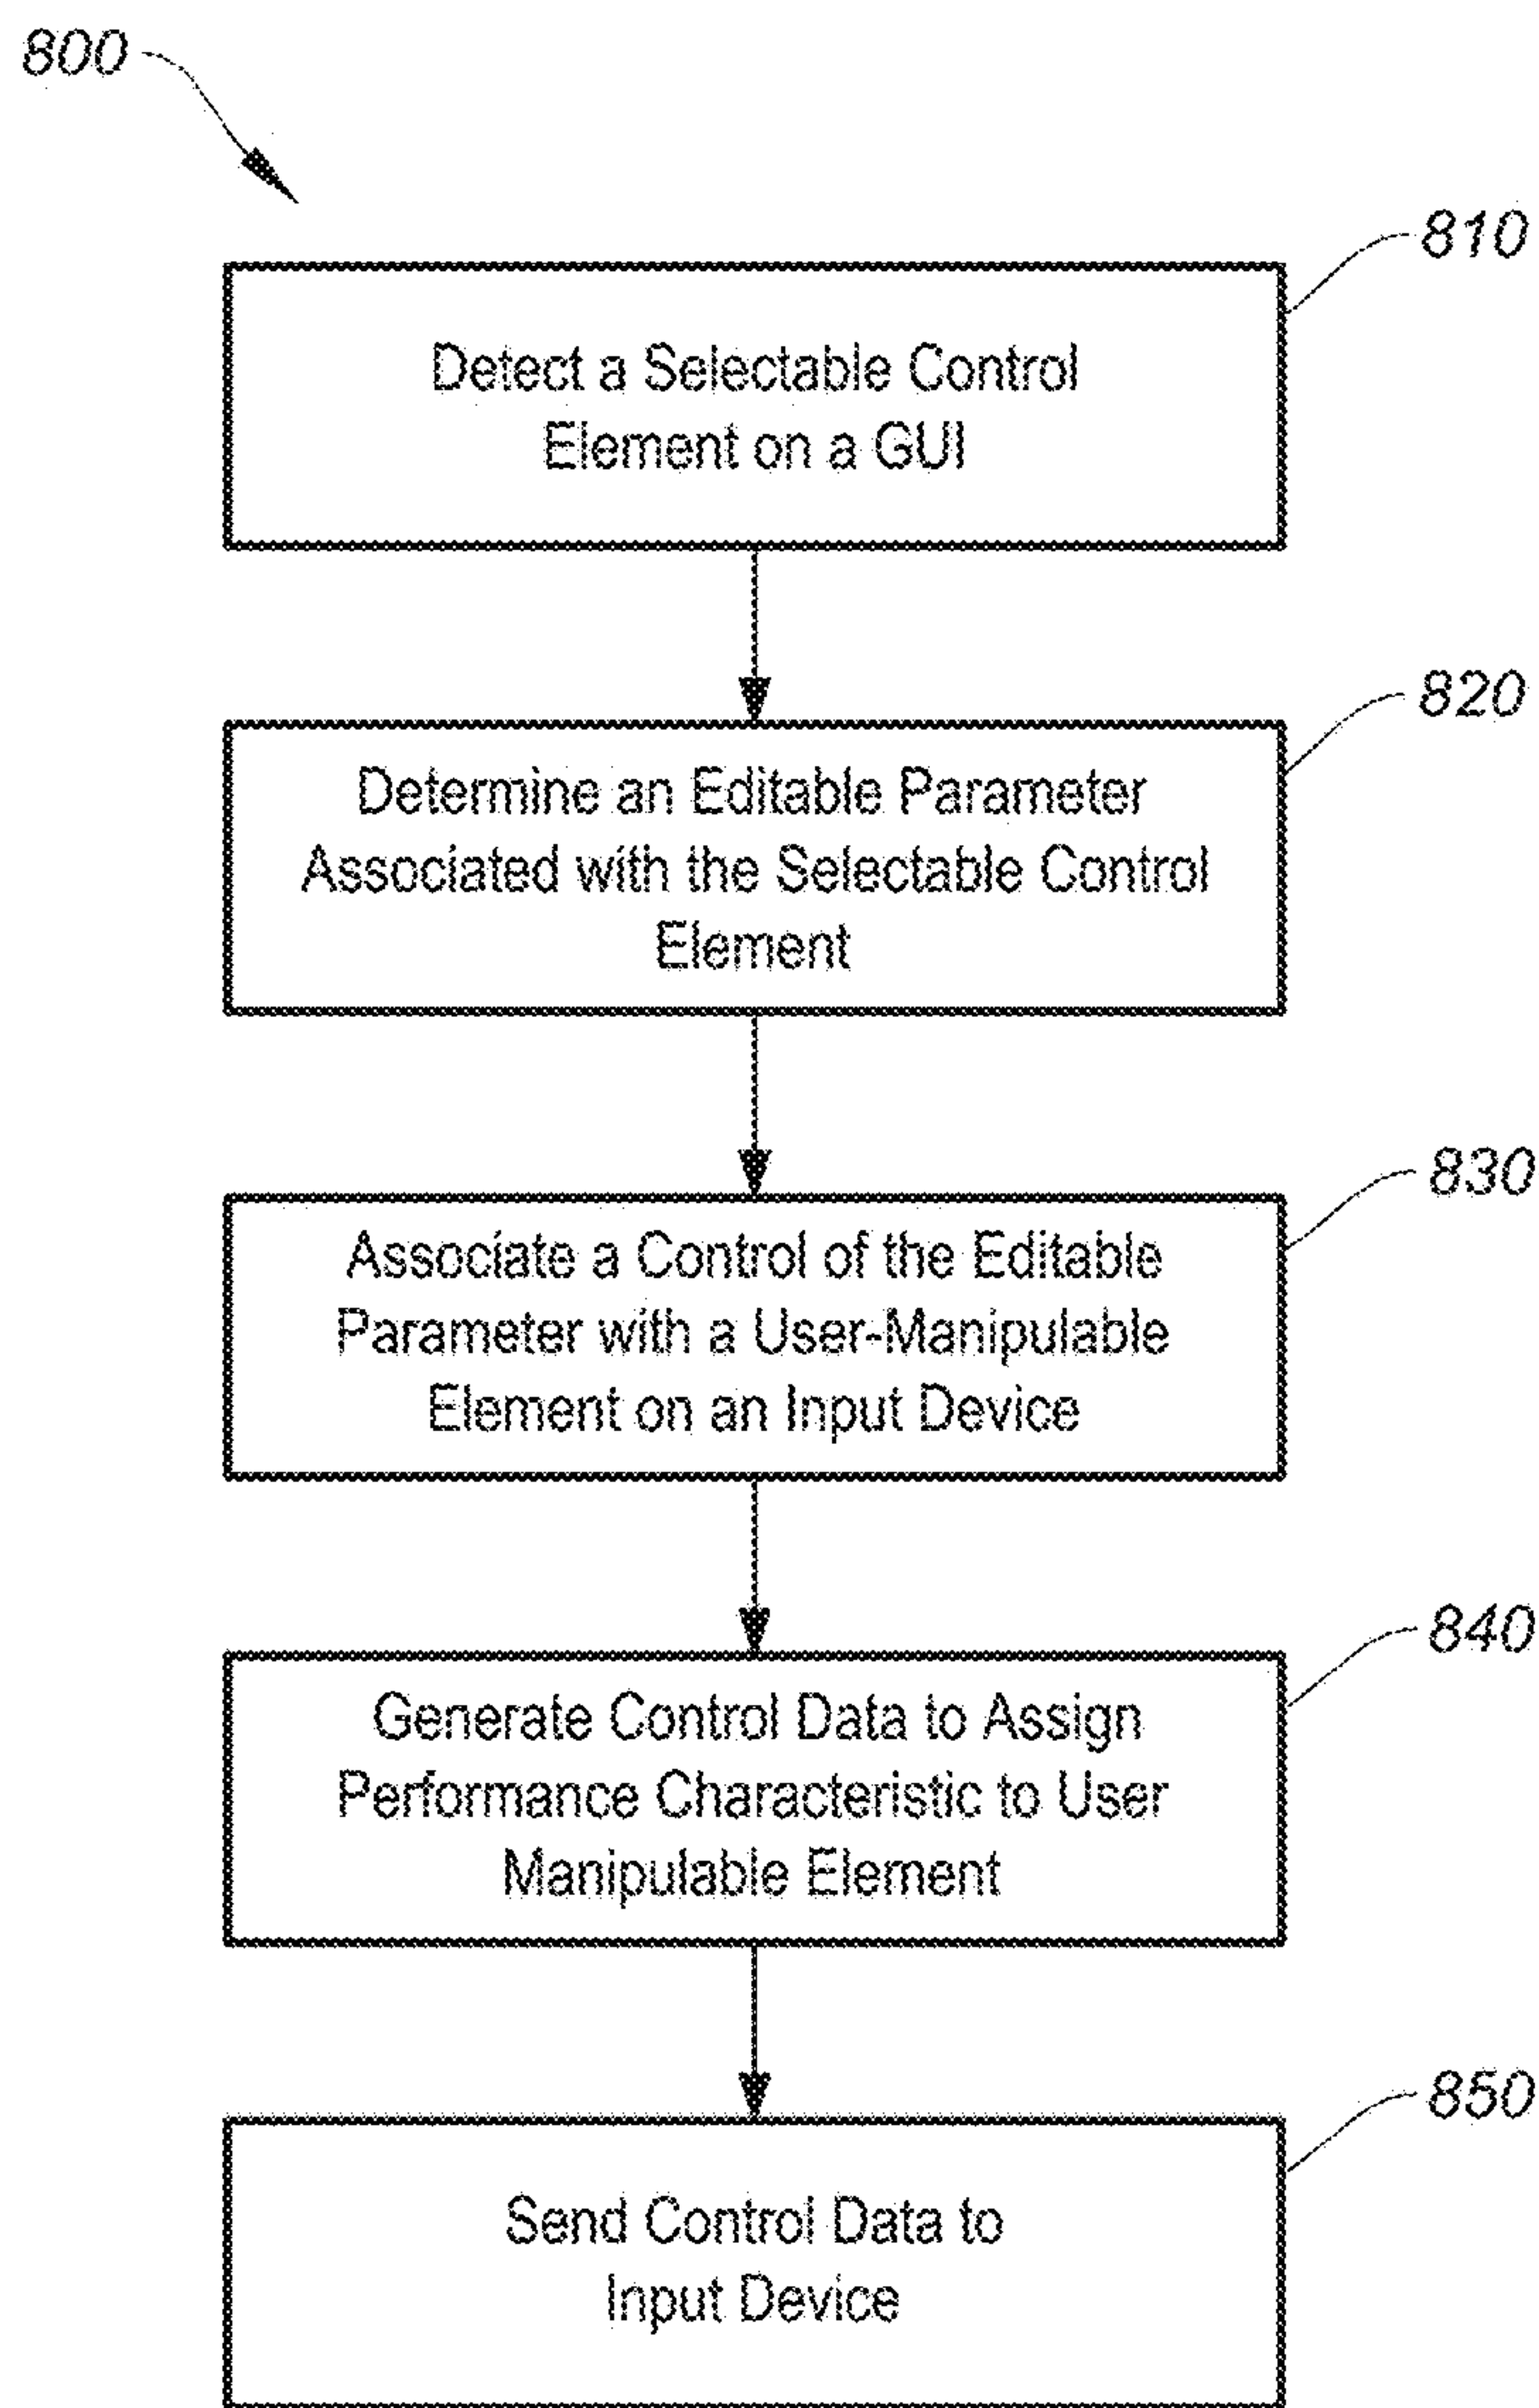 800
810
Detect a Selectable Control
Element on a GUI
820
Determine an Editable Parameter
Associated with the Selectable Control
Element
830
Associate a Control of the Editable
Parameter with a User-Manipulable
Element on an Input Device
840
Generate Control Data to Assign
Performance Characteristic to User
Manipulable Element
850
Send Control Data to
Input Device